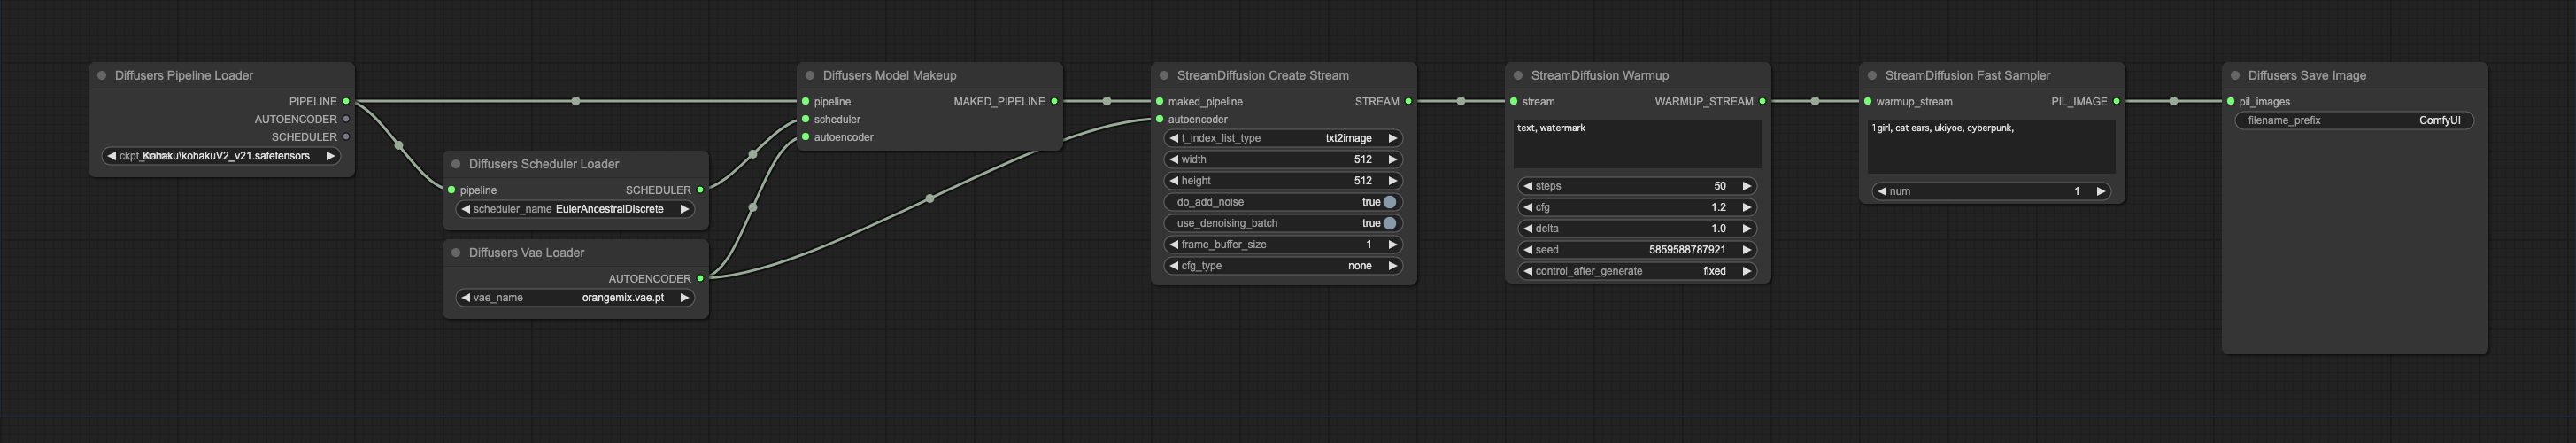 Diffusers Pipeline Loader
PIPELINE
AUTOENCODER
SCHEDULER
Kohaku\kohakuV2_v21.safetensors
Diffusers Scheduler Loader
pipeline SCHEDULER
scheduler_name EulerAncestralDiscrete
Diffusers Vae Loader
AUTOENCODER
vae_name orangemix.vae.pt
Diffusers Model Makeup
pipeline MAKED_PIPELINE
scheduler
autoencoder
StreamDiffusion Create Stream
maked_pipeline STREAM
autoencoder
t_index_list_type txt2image
width 512
height 512
do_add_noise true
use_denoising_batch true
frame_buffer_size 1
cfg_type none
StreamDiffusion Warmup
stream WARMUP_STREAM
text, watermark
steps 50
cfg 1.2
delta 1.0
seed 5859588787921
control_after_generate fixed
StreamDiffusion Fast Sampler
warmup_stream PIL_IMAGE
1girl, cat ears, ukiyoe, cyberpunk,
num 1
Diffusers Save Image
pil_images
filename_prefix ComfyUI